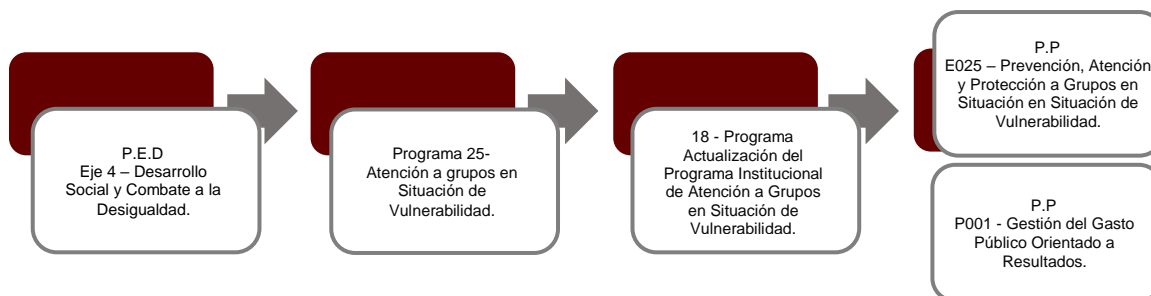 P.E.D
Eje 4 – Desarrollo
Social y Combate a la
Desigualdad.
Programa 25-
Atención a grupos en
Situación de
Vulnerabilidad.
18 - Programa
Actualización del
Programa Institucional
de Atención a Grupos
en Situación de
Vulnerabilidad.
P.P
E025 – Prevención, Atención
y Protección a Grupos en
Situación en Situación de
Vulnerabilidad.
P.P
P001 - Gestión del Gasto
Público Orientado a
Resultados.